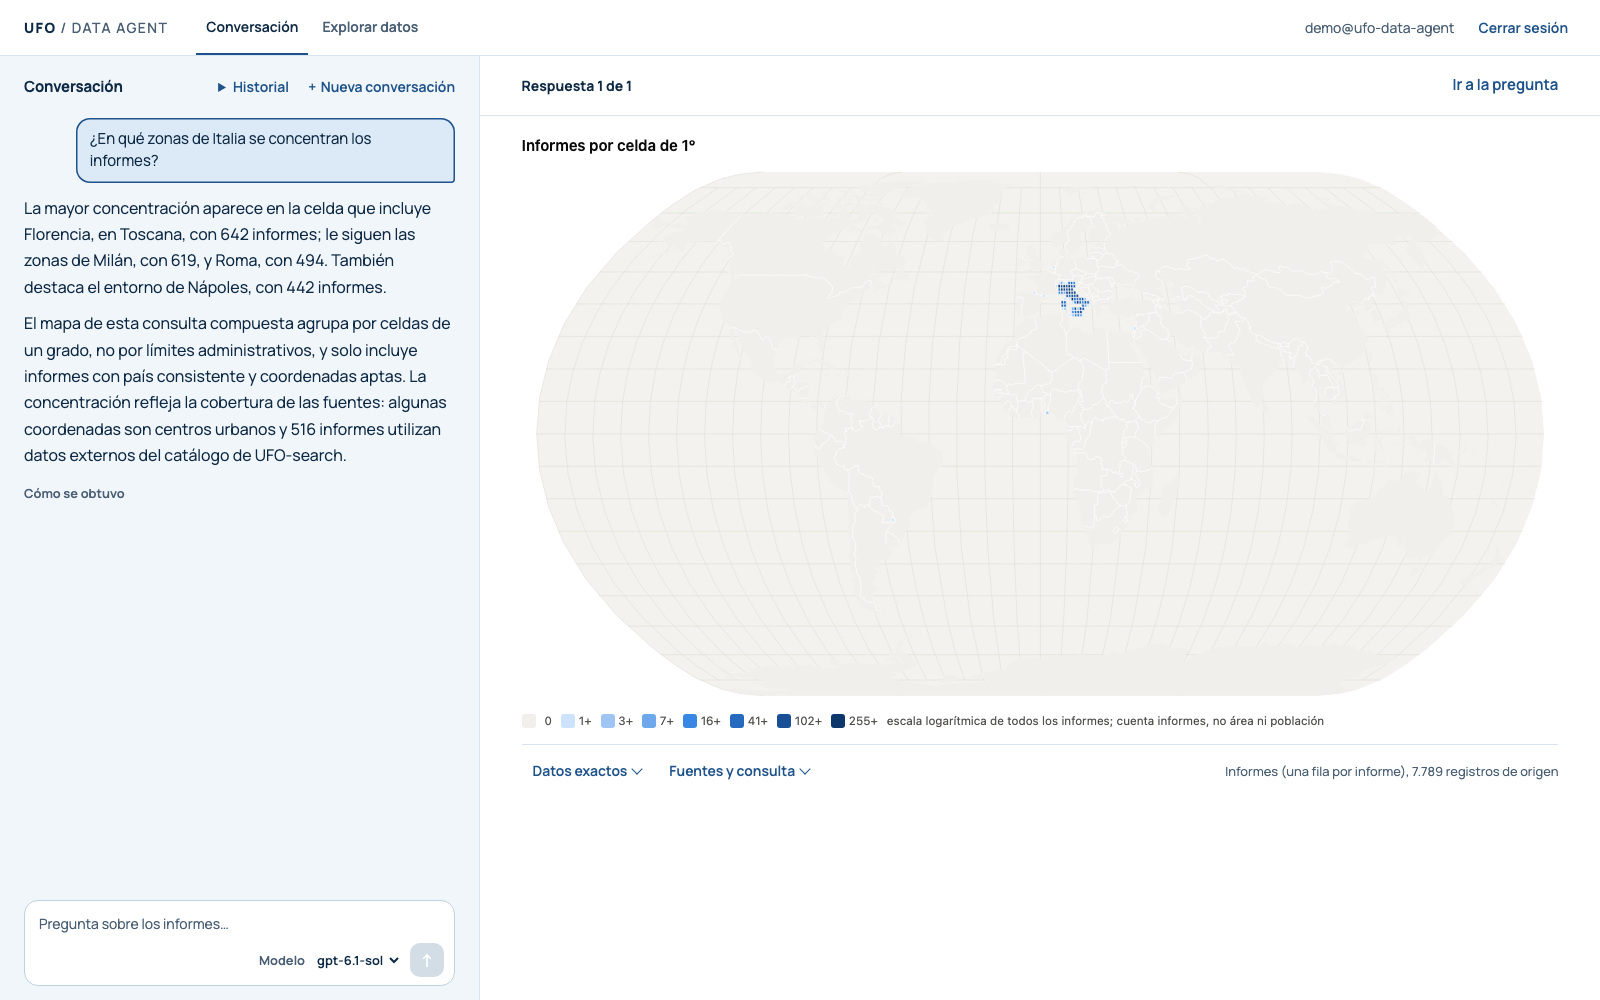 UFO / DATA AGENT
Conversación
Explorar datos
demo@ufo-data-agent
Cerrar sesión
Conversación
▶ Historial
+ Nueva conversación
¿En qué zonas de Italia se concentran los
informes?
La mayor concentración aparece en la celda que incluye
Florencia, en Toscana, con 642 informes; le siguen las
zonas de Milán, con 619, y Roma, con 494. También
destaca el entorno de Nápoles, con 442 informes.
El mapa de esta consulta compuesta agrupa por celdas de
un grado, no por límites administrativos, y solo incluye
informes con país consistente y coordenadas aptas. La
concentración refleja la cobertura de las fuentes: algunas
coordenadas son centros urbanos y 516 informes utilizan
datos externos del catálogo de UFO-search.
Cómo se obtuvo
Pregunta sobre los informes…
Modelo gpt-6.1-sol
Respuesta 1 de 1
Ir a la pregunta
Informes por celda de 1°
0 1+ 3+ 7+ 16+ 41+ 102+ 255+ escala logarítmica de todos los informes; cuenta informes, no área ni población
Datos exactos
Fuentes y consulta
Informes (una fila por informe), 7.789 registros de origen